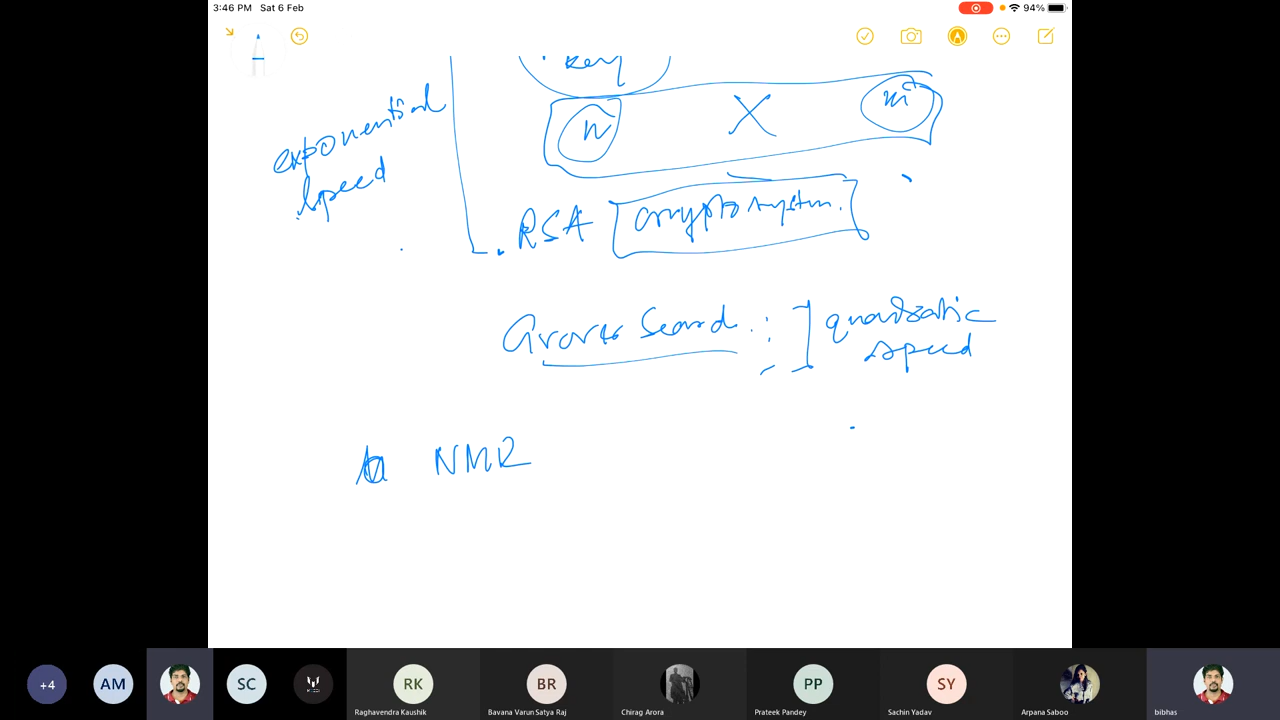 3:46 PM Sat 6 Feb
94%
key
n X m
exponential
speed
RSA cryptosystem.
Grover Search
quadratic
speed
NMR
+4 AM SC RK BR PP SY
Raghavendra Kaushik Bavana Varun Satya Raj Chirag Arora Prateek Pandey Sachin Yadav Arpana Saboo bibhas